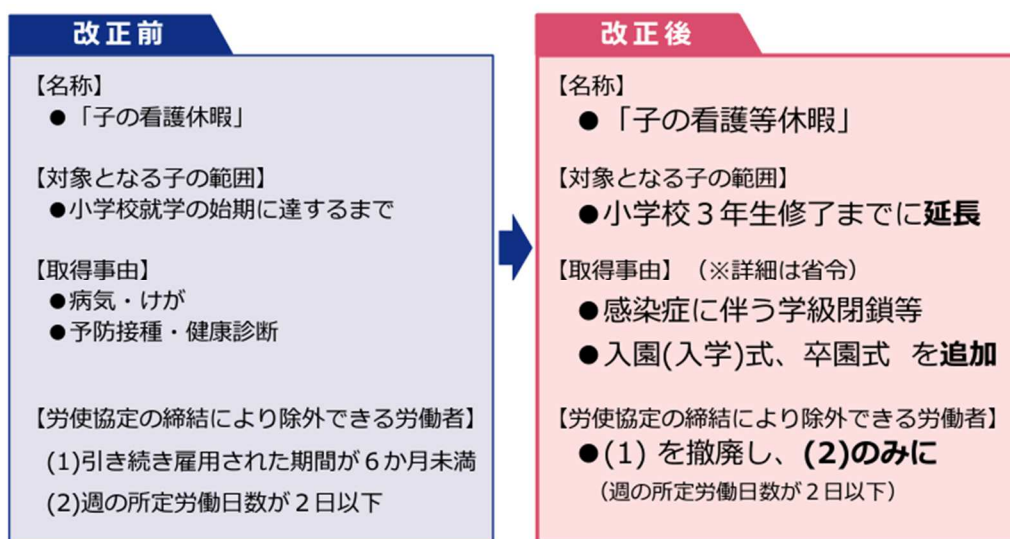 改正前
【名称】
●「子の看護休暇」
【対象となる子の範囲】
●小学校就学の始期に達するまで
【取得事由】
●病気・けが
●予防接種・健康診断
【労使協定の締結により除外できる労働者】
(1)引き続き雇用された期間が６か月未満
(2)週の所定労働日数が２日以下
改正後
【名称】
●「子の看護等休暇」
【対象となる子の範囲】
●小学校３年生修了までに延長
【取得事由】（※詳細は省令）
●感染症に伴う学級閉鎖等
●入園(入学)式、卒園式 を追加
【労使協定の締結により除外できる労働者】
●(1) を撤廃し、(2)のみに
（週の所定労働日数が２日以下）